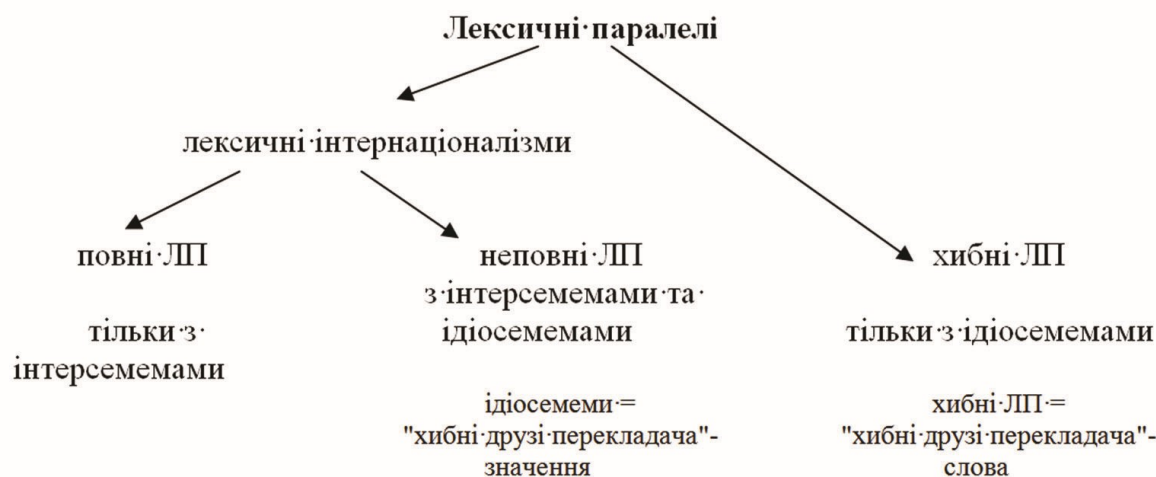 Лексичні·паралелі
лексичні·інтернаціоналізми
повні·ЛП
тільки·з·
інтерсемемами
неповні·ЛП
з·інтерсемемами·та·
ідіосемемами
ідіосемеми·=
"хибні·друзі·перекладача"-
значення
хибні·ЛП
тільки·з·ідіосемемами
хибні·ЛП·=
"хибні·друзі·перекладача"-
слова